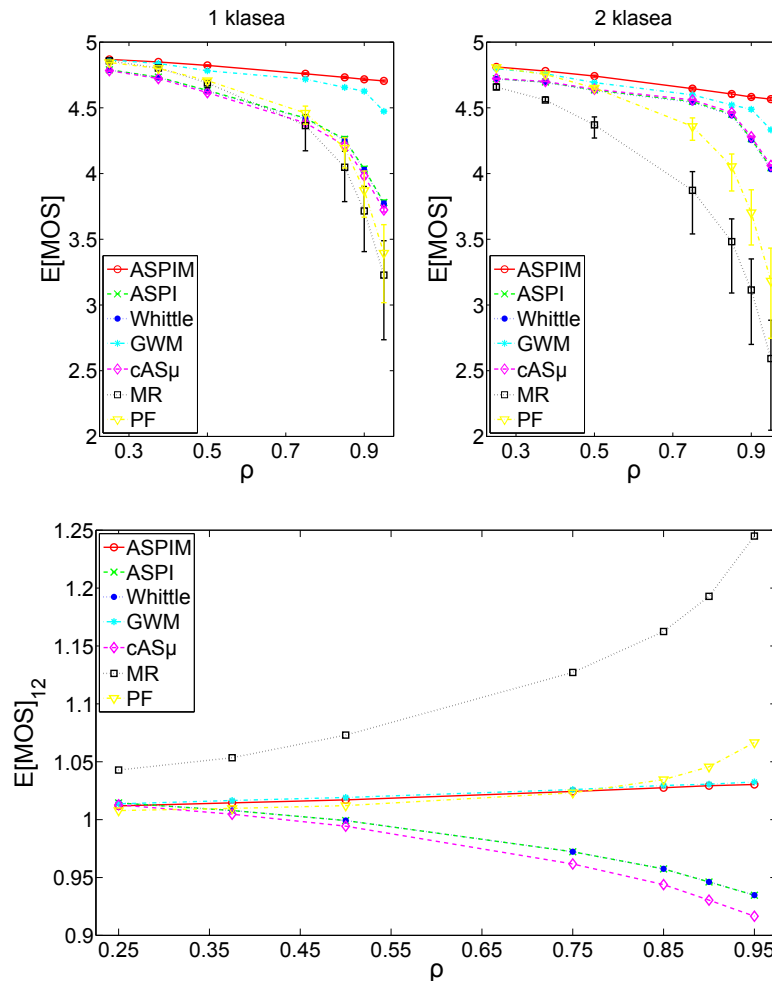 1 klasea
5
4.5
4
3.5
3
2.5
2
E[MOS]
ASPIM
ASPI
Whittle
GWM
cASμ
MR
PF
0.3 0.5 0.7 0.9
ρ
2 klasea
5
4.5
4
3.5
3
2.5
2
E[MOS]
ASPIM
ASPI
Whittle
GWM
cASμ
MR
PF
0.3 0.5 0.7 0.9
ρ
1.25
1.2
1.15
1.1
1.05
1
0.95
0.9
E[MOS]12
ASPIM
ASPI
Whittle
GWM
cASμ
MR
PF
0.25 0.35 0.45 0.55 0.65 0.75 0.85 0.95
ρ